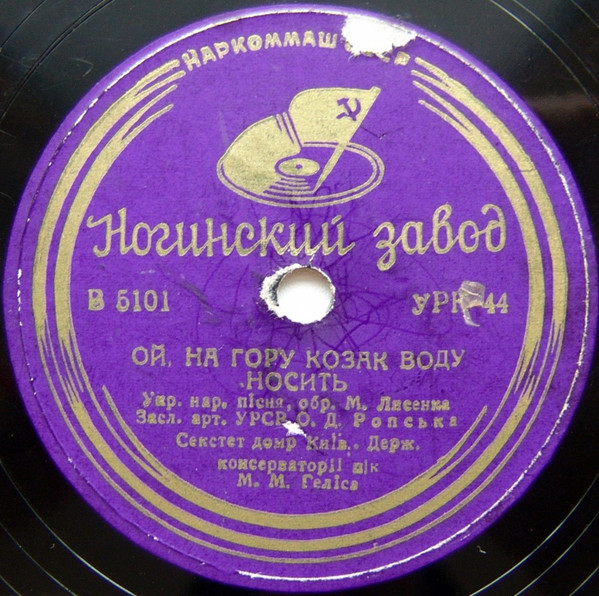 НАРКОММАШ
Ногинский завод
В 5101
44
ОЙ, НА ГОРУ КОЗАК ВОДУ
НОСИТЬ
Укр. нар. пісня, обр. М. Лисенка
Засл. арт. УРСР О. Д. Ропська
Секстет домр Київ. Держ.
консерваторії п|к
М. М. Геліса